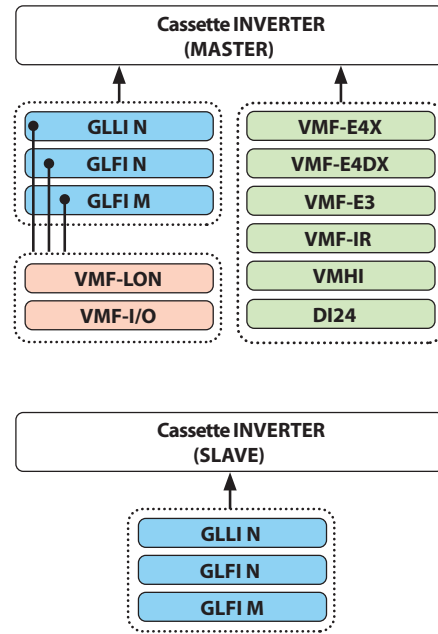 Cassette INVERTER
(MASTER)
GLLI N
GLFI N
GLFI M
VMF-LON
VMF-I/O
VMF-E4X
VMF-E4DX
VMF-E3
VMF-IR
VMHI
DI24
Cassette INVERTER
(SLAVE)
GLLI N
GLFI N
GLFI M